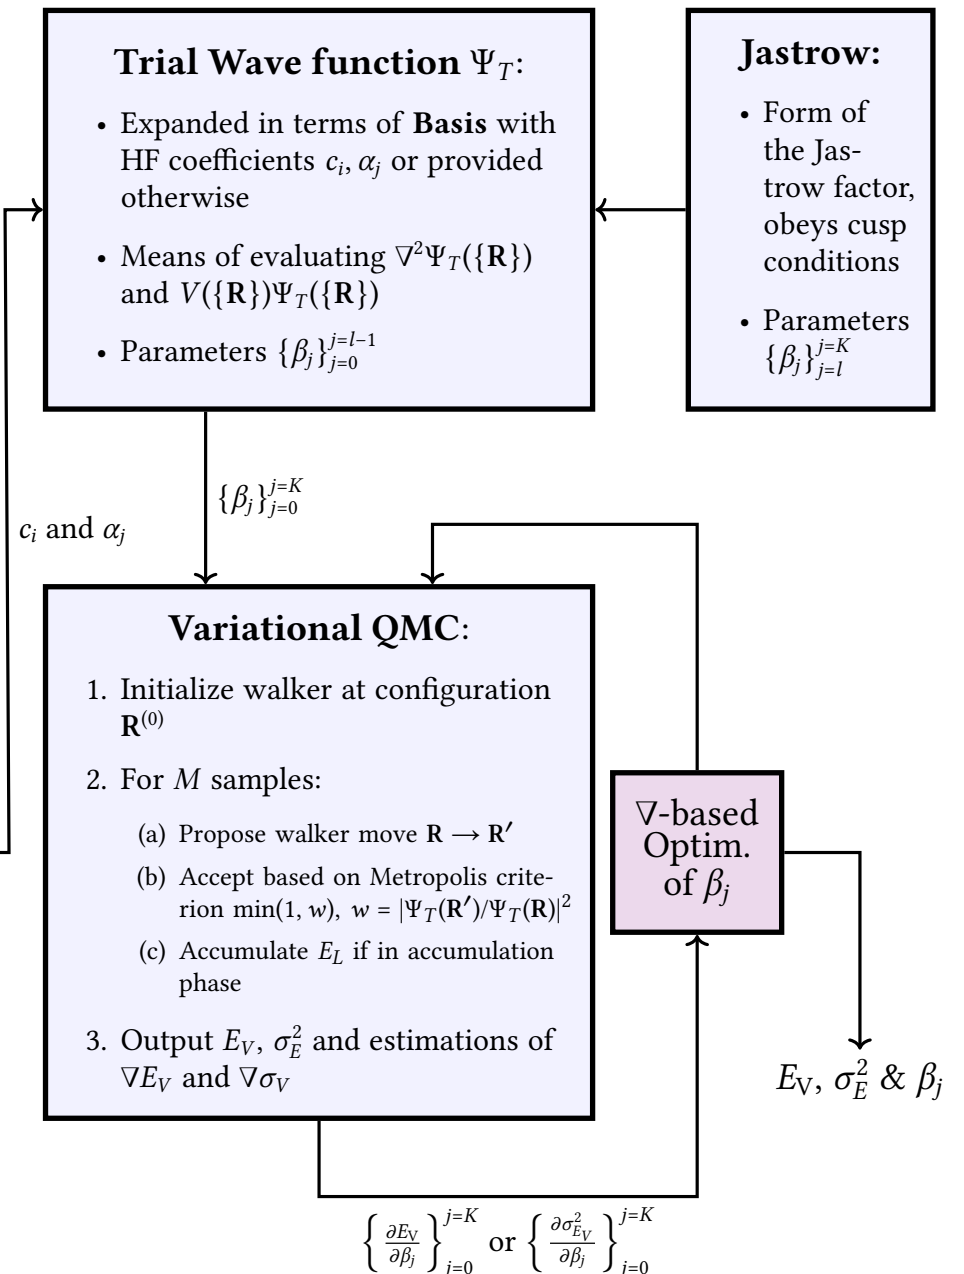 Trial Wave function Ψ_T:
• Expanded in terms of Basis with
HF coefficients c_i, α_j or provided
otherwise
• Means of evaluating ∇²Ψ_T({R})
and V({R})Ψ_T({R})
• Parameters {β_j}_{j=0}^{j=l−1}
Jastrow:
• Form of
the Jas-
trow factor,
obeys cusp
conditions
• Parameters
{β_j}_{j=l}^{j=K}
{β_j}_{j=0}^{j=K}
c_i and α_j
Variational QMC:
1. Initialize walker at configuration
R^{(0)}
2. For M samples:
(a) Propose walker move R → R′
(b) Accept based on Metropolis crite-
rion min(1, w), w = |Ψ_T(R′)/Ψ_T(R)|²
(c) Accumulate E_L if in accumulation
phase
3. Output E_V, σ_E² and estimations of
∇E_V and ∇σ_V
∇-based
Optim.
of β_j
E_V, σ_E² & β_j
{∂E_V/∂β_j}_{j=0}^{j=K} or {∂σ²_{E_V}/∂β_j}_{j=0}^{j=K}